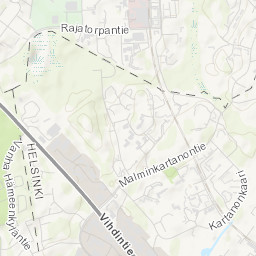 Rajatorpantie
HELSINKI
Vanha Hämeenkyläntie
Malminkartanontie
Vihdintie
Kartanonkaari